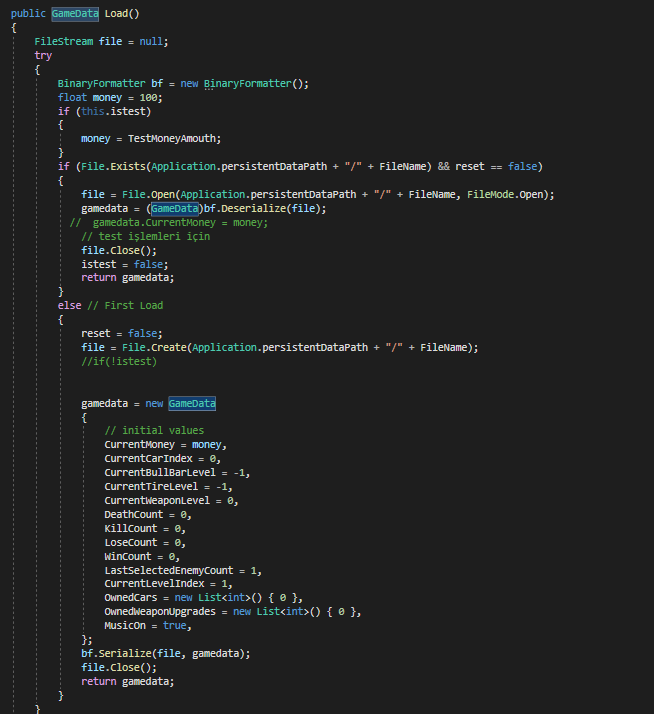 public GameData Load()
{
FileStream file = null;
try
{
BinaryFormatter bf = new BinaryFormatter();
float money = 100;
if (this.istest)
{
money = TestMoneyAmouth;
}
if (File.Exists(Application.persistentDataPath + "/" + FileName) && reset == false)
{
file = File.Open(Application.persistentDataPath + "/" + FileName, FileMode.Open);
gamedata = (GameData)bf.Deserialize(file);
// gamedata.CurrentMoney = money;
// test işlemleri için
file.Close();
istest = false;
return gamedata;
}
else // First Load
{
reset = false;
file = File.Create(Application.persistentDataPath + "/" + FileName);
//if(!istest)
gamedata = new GameData
{
// initial values
CurrentMoney = money,
CurrentCarIndex = 0,
CurrentBullBarLevel = -1,
CurrentTireLevel = -1,
CurrentWeaponLevel = 0,
DeathCount = 0,
KillCount = 0,
LoseCount = 0,
WinCount = 0,
LastSelectedEnemyCount = 1,
CurrentLevelIndex = 1,
OwnedCars = new List<int>() { 0 },
OwnedWeaponUpgrades = new List<int>() { 0 },
MusicOn = true,
};
bf.Serialize(file, gamedata);
file.Close();
return gamedata;
}
}